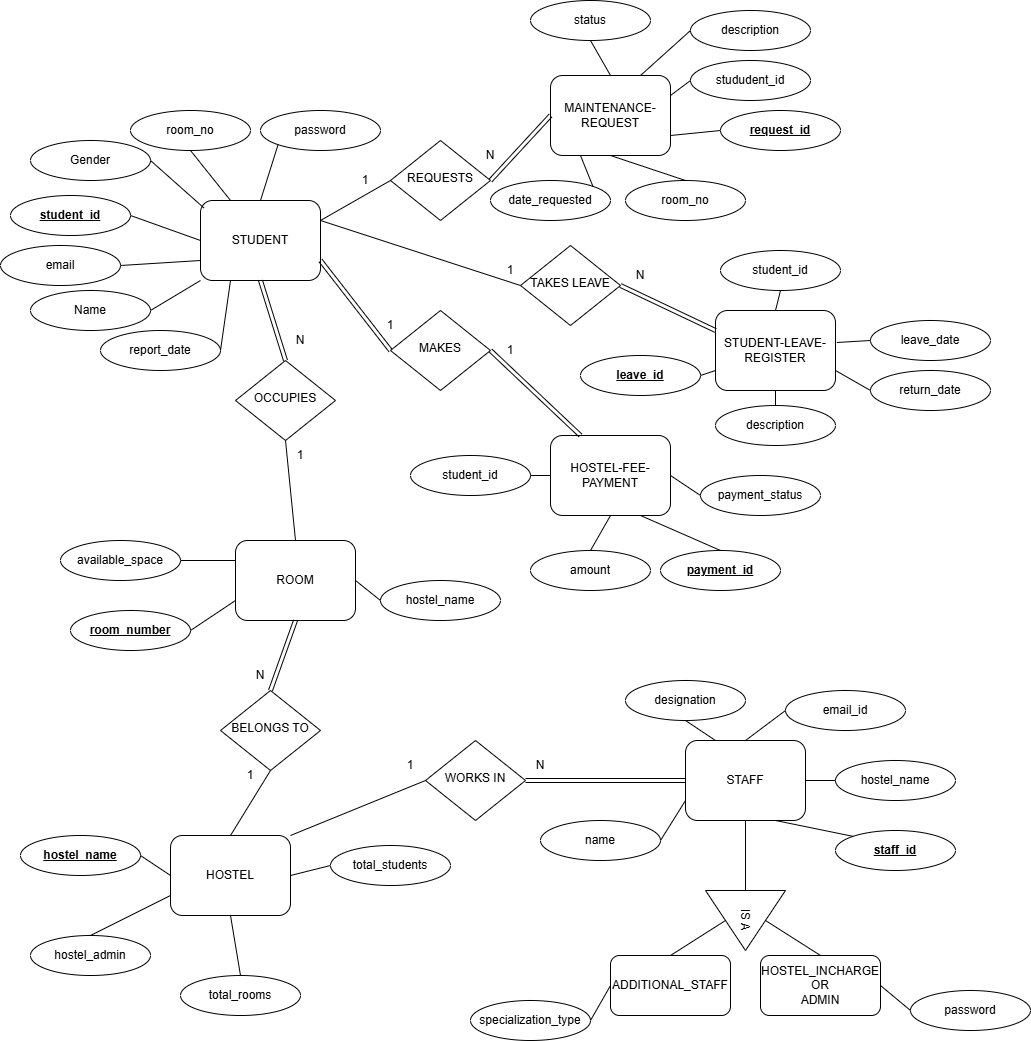 status
description
stududent_id
MAINTENANCE-
REQUEST
request_id
date_requested
room_no
room_no
password
Gender
student_id
STUDENT
email
Name
report_date
1
REQUESTS
N
1
TAKES LEAVE
N
student_id
STUDENT-LEAVE-
REGISTER
leave_date
leave_id
return_date
description
1
MAKES
1
N
OCCUPIES
1
HOSTEL-FEE-
PAYMENT
student_id
payment_status
amount
payment_id
available_space
ROOM
hostel_name
room_number
N
BELONGS TO
1
1
WORKS IN
N
designation
email_id
STAFF
hostel_name
name
staff_id
hostel_name
HOSTEL
total_students
hostel_admin
total_rooms
IS A
ADDITIONAL_STAFF
HOSTEL_INCHARGE
OR
ADMIN
specialization_type
password